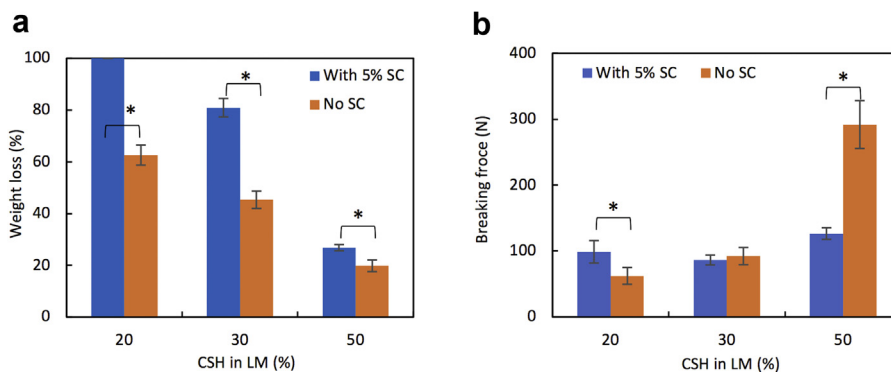 a
100
80
60
40
20
0
Weight loss (%)
With 5% SC
No SC
*
*
*
20 30 50
CSH in LM (%)
b
400
300
200
100
0
Breaking froce (N)
With 5% SC No SC
*
*
20 30 50
CSH in LM (%)